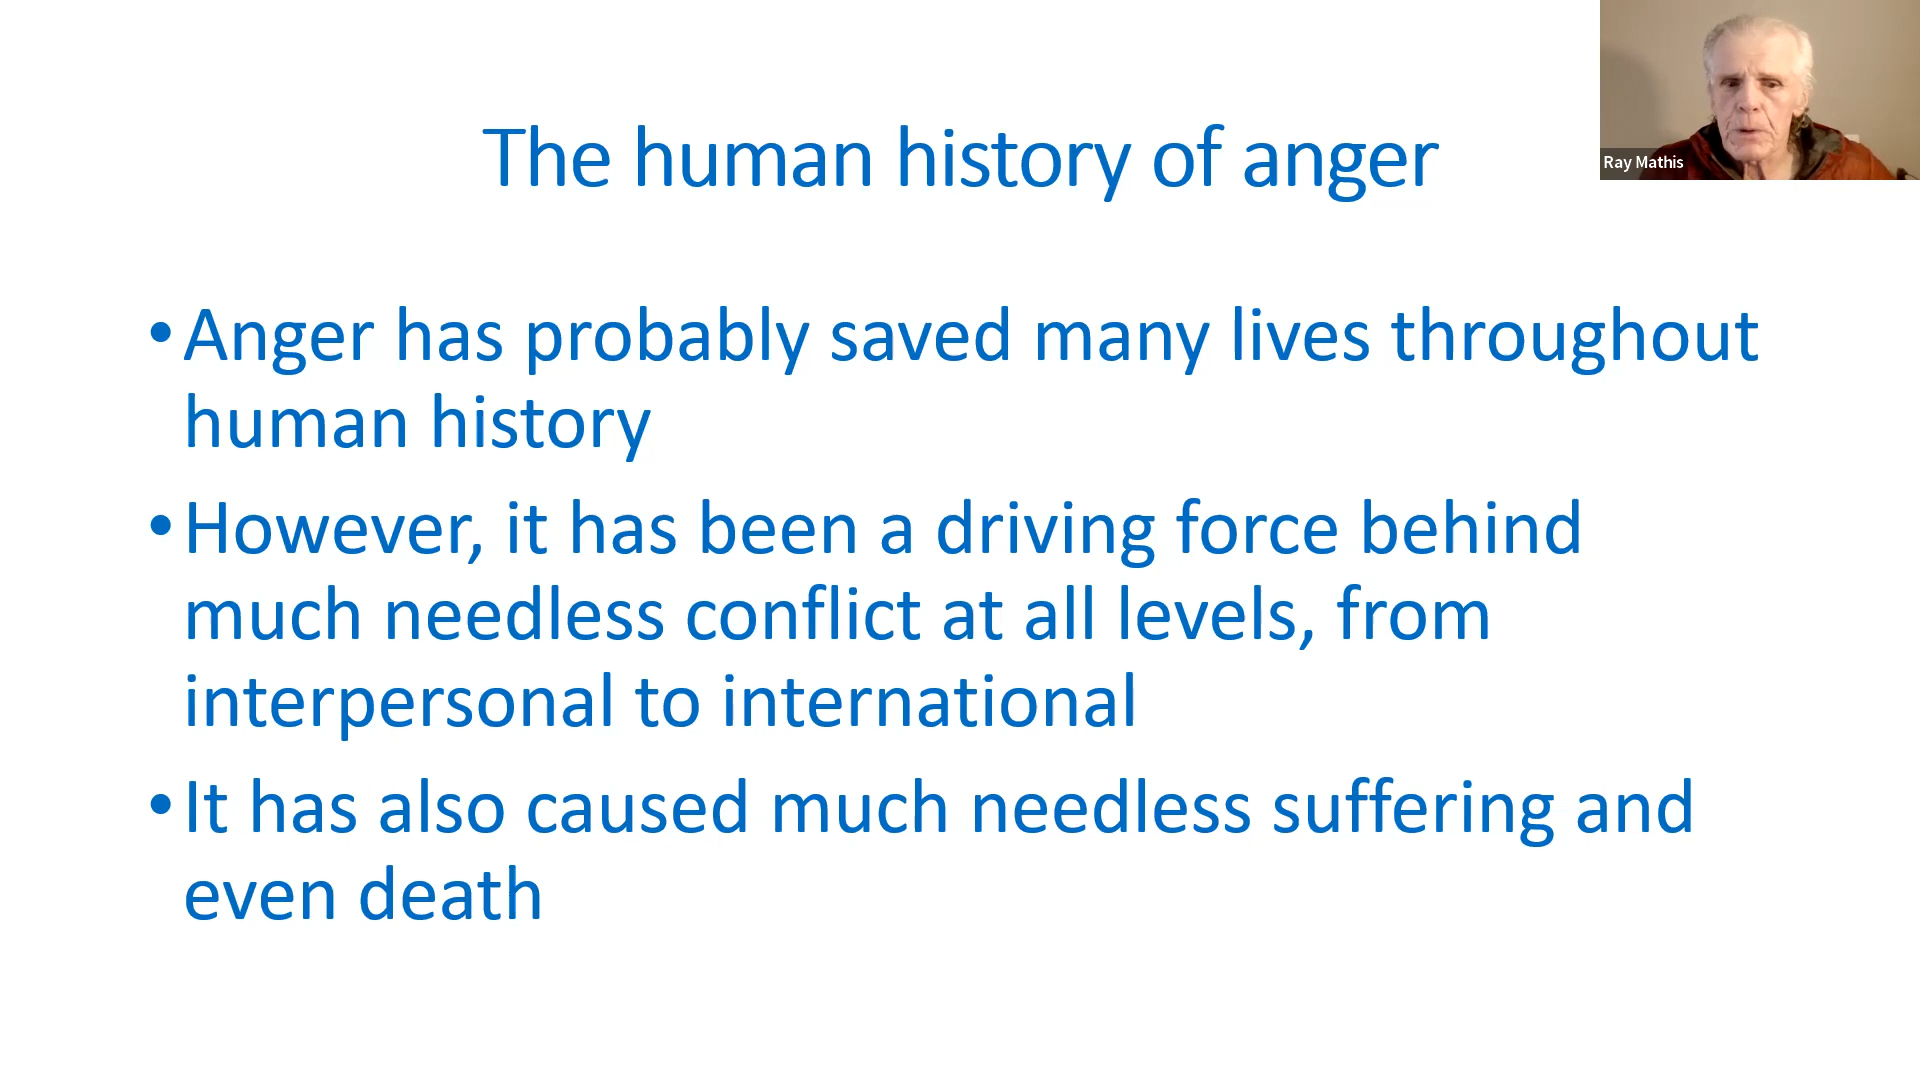 The human history of anger
Ray Mathis
•Anger has probably saved many lives throughout
human history
•However, it has been a driving force behind
much needless conflict at all levels, from
interpersonal to international
•It has also caused much needless suffering and
even death